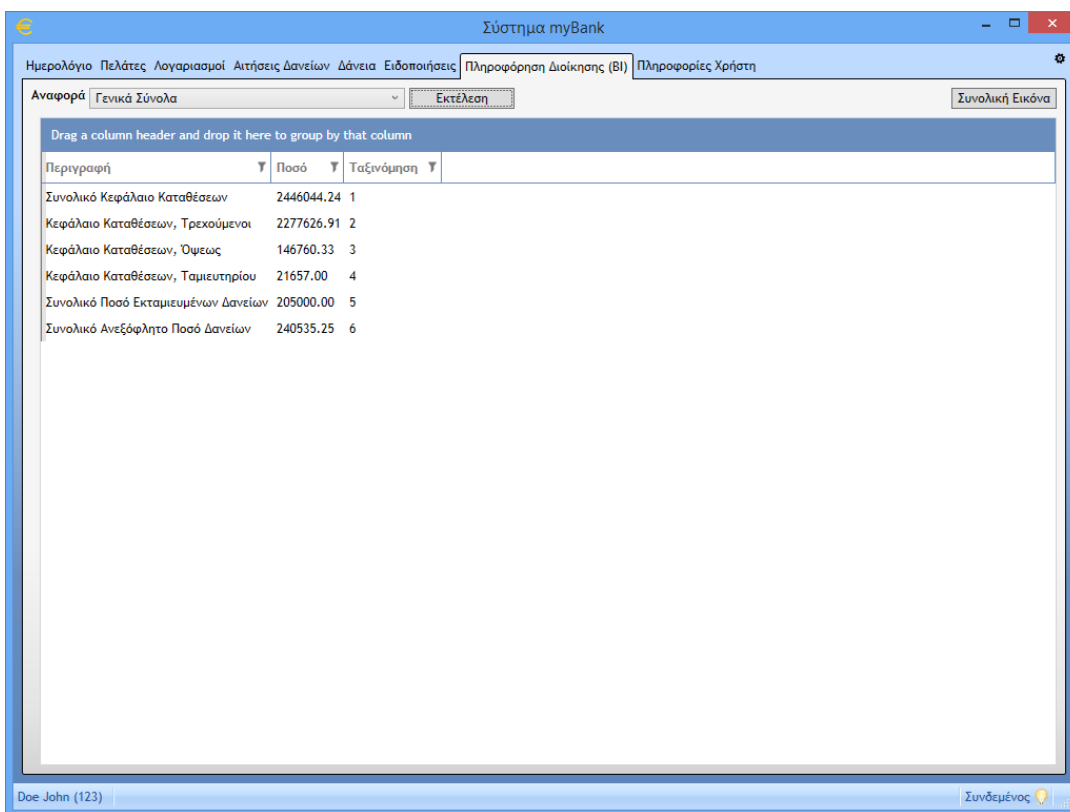 Σύστημα myBank
Ημερολόγιο Πελάτες Λογαριασμοί Αιτήσεις Δανείων Δάνεια Ειδοποιήσεις Πληροφόρηση Διοίκησης (BI) Πληροφορίες Χρήστη
Αναφορά Γενικά Σύνολα Εκτέλεση Συνολική Εικόνα
Drag a column header and drop it here to group by that column
Περιγραφή Ποσό Ταξινόμηση
Συνολικό Κεφάλαιο Καταθέσεων 2446044.24 1
Κεφάλαιο Καταθέσεων, Τρεχούμενοι 2277626.91 2
Κεφάλαιο Καταθέσεων, Όψεως 146760.33 3
Κεφάλαιο Καταθέσεων, Ταμιευτηρίου 21657.00 4
Συνολικό Ποσό Εκταμιευμένων Δανείων 205000.00 5
Συνολικό Ανεξόφλητο Ποσό Δανείων 240535.25 6
Doe John (123) Συνδεμένος